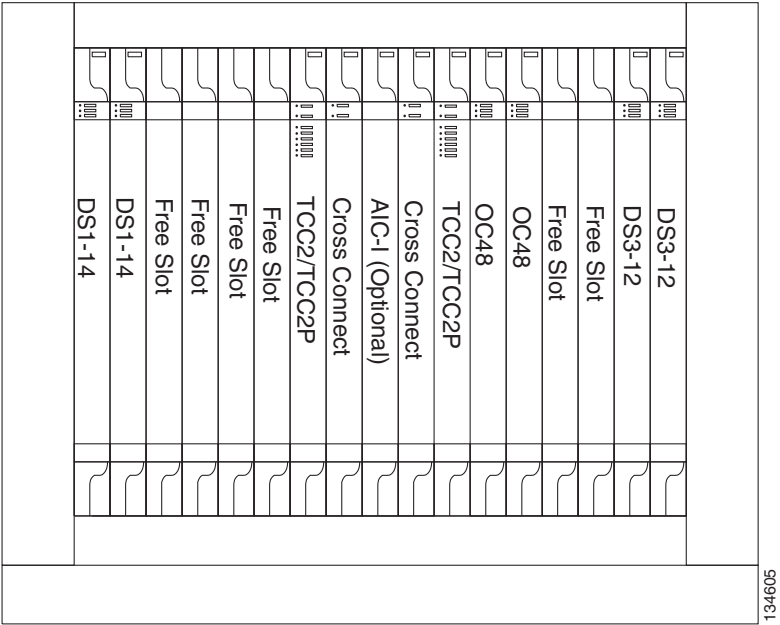 DS1-14
DS1-14
Free Slot
Free Slot
Free Slot
Free Slot
TCC2/TCC2P
Cross Connect
AIC-I (Optional)
Cross Connect
TCC2/TCC2P
OC48
OC48
Free Slot
Free Slot
DS3-12
DS3-12
134605